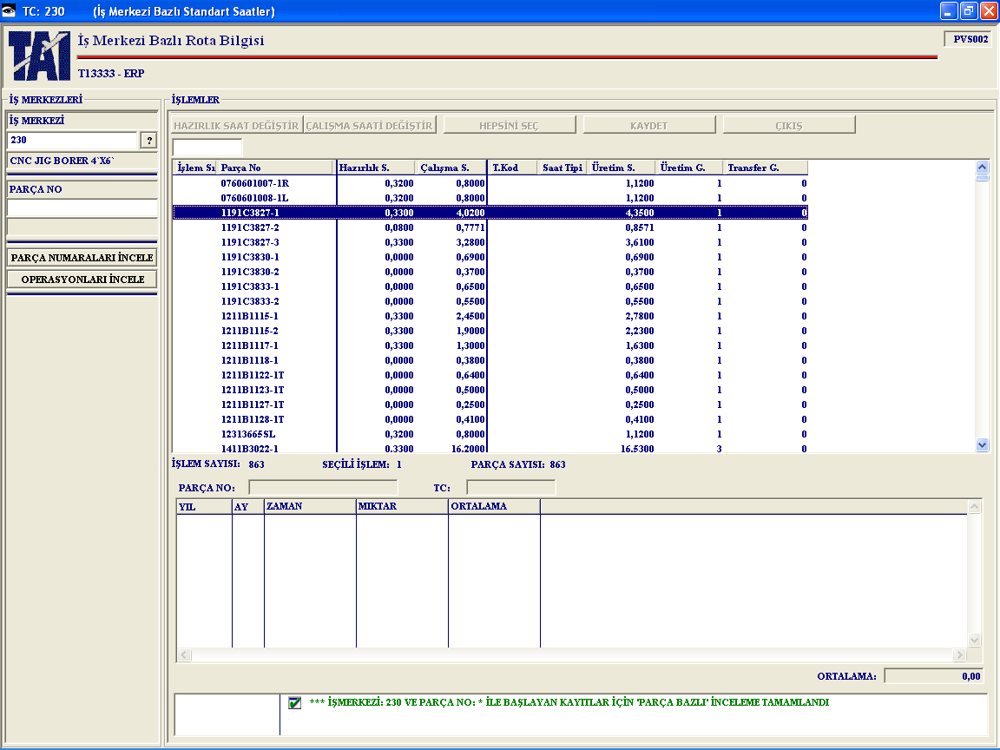 TC: 230 (İş Merkezi Bazlı Standart Saatler)
TAI
İş Merkezi Bazlı Rota Bilgisi
PVS002
T13333 - ERP
İŞ MERKEZLERİ
İŞ MERKEZİ
230 ?
CNC JIG BORER 4`X6`
PARÇA NO
PARÇA NUMARALARI İNCELE
OPERASYONLARI İNCELE
İŞLEMLER
HAZIRLIK SAAT DEĞİŞTİR ÇALIŞMA SAATİ DEĞİŞTİR HEPSİNİ SEÇ KAYDET ÇIKIŞ
İşlem Sı Parça No Hazırlık S. Çalışma S. T.Kod Saat Tipi Üretim S. Üretim G. Transfer G.
0760601007-1R 0,3200 0,8000 1,1200 1 0
0760601008-1L 0,3200 0,8000 1,1200 1 0
1191C3827-1 0,3300 4,0200 4,3500 1 0
1191C3827-2 0,0800 0,7771 0,8571 1 0
1191C3827-3 0,3300 3,2800 3,6100 1 0
1191C3830-1 0,0000 0,6900 0,6900 1 0
1191C3830-2 0,0000 0,3700 0,3700 1 0
1191C3833-1 0,0000 0,6500 0,6500 1 0
1191C3833-2 0,0000 0,5500 0,5500 1 0
1211B1115-1 0,3300 2,4500 2,7800 1 0
1211B1115-2 0,3300 1,9000 2,2300 1 0
1211B1117-1 0,3300 1,3000 1,6300 1 0
1211B1118-1 0,0000 0,3800 0,3800 1 0
1211B1122-1T 0,0000 0,6400 0,6400 1 0
1211B1123-1T 0,0000 0,5000 0,5000 1 0
1211B1127-1T 0,0000 0,2500 0,2500 1 0
1211B1128-1T 0,0000 0,4100 0,4100 1 0
12313665SL 0,3200 0,8000 1,1200 1 0
1411B3022-1 0,3300 16,2000 16,5300 3 0
İŞLEM SAYISI: 863 SEÇİLİ İŞLEM: 1 PARÇA SAYISI: 863
PARÇA NO: TC:
YIL AY ZAMAN MIKTAR ORTALAMA
ORTALAMA: 0,00
*** İŞMERKEZİ: 230 VE PARÇA NO: * İLE BAŞLAYAN KAYITLAR İÇİN 'PARÇA BAZLI' İNCELEME TAMAMLANDI